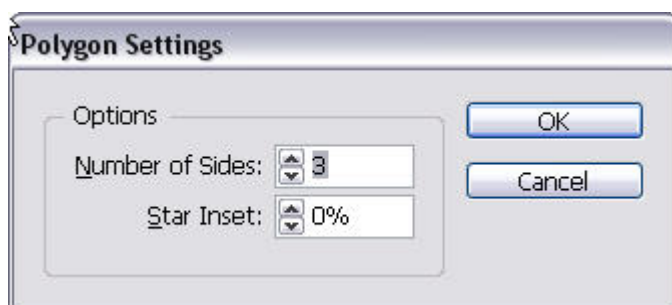 Polygon Settings
Options
Number of Sides: 3
Star Inset: 0%
OK
Cancel